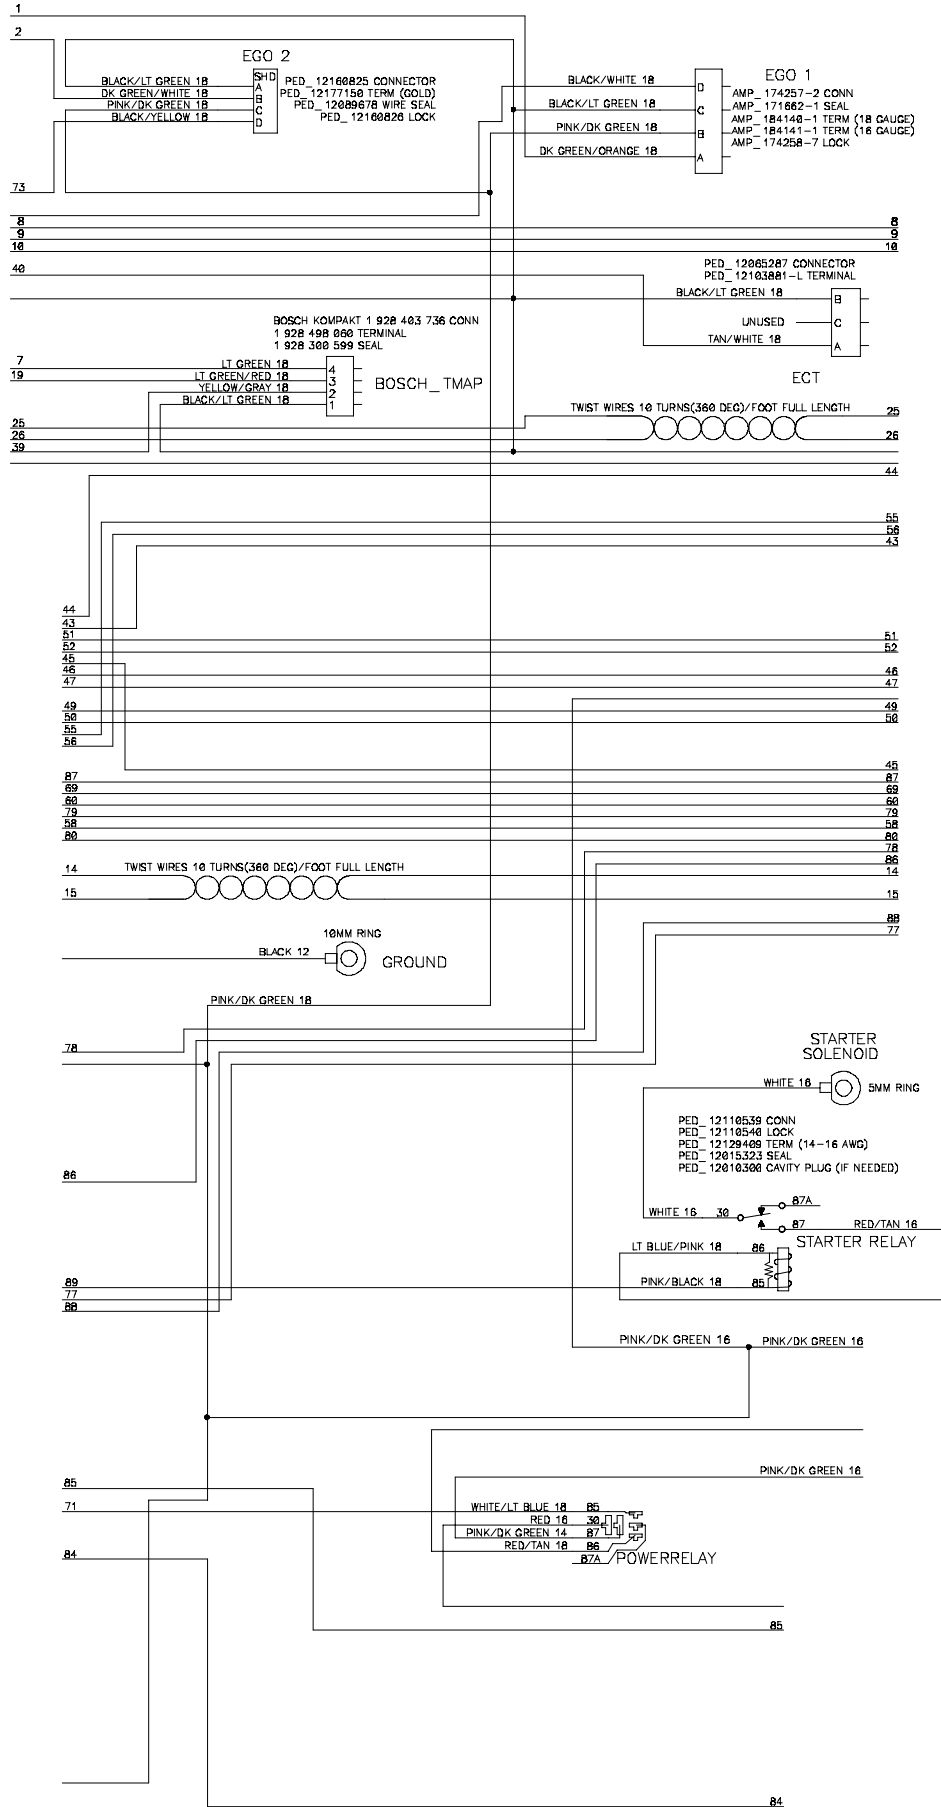 1
2
EGO 2
SHD
BLACK/LT GREEN 18 A PED_ 12160825 CONNECTOR
DK GREEN/WHITE 18 B PED_ 12177150 TERM (GOLD)
PINK/DK GREEN 18 C PED_ 12089678 WIRE SEAL
BLACK/YELLOW 18 D PED_ 12160826 LOCK
EGO 1
BLACK/WHITE 18 D AMP_ 174257-2 CONN
BLACK/LT GREEN 18 C AMP_ 171662-1 SEAL
AMP_ 184140-1 TERM (18 GAUGE)
PINK/DK GREEN 18 B AMP_ 184141-1 TERM (16 GAUGE)
AMP_ 174258-7 LOCK
DK GREEN/ORANGE 18 A
73
8 8
9 9
10 10
40
PED_ 12065287 CONNECTOR
PED_ 12103881-L TERMINAL
BLACK/LT GREEN 18 B
UNUSED C
TAN/WHITE 18 A
ECT
BOSCH KOMPAKT 1 928 403 736 CONN
1 928 498 060 TERMINAL
1 928 300 599 SEAL
7 LT GREEN 18 4
19 LT GREEN/RED 18 3
YELLOW/GRAY 18 2
BLACK/LT GREEN 18 1
BOSCH_ TMAP
TWIST WIRES 10 TURNS(360 DEG)/FOOT FULL LENGTH
25 25
26 26
39
44
55
56
43
44
43
51 51
52 52
45
46 46
47 47
49 49
50 50
55
56
45
87 87
69 69
60 60
79 79
58 58
80 80
78
86
14 TWIST WIRES 10 TURNS(360 DEG)/FOOT FULL LENGTH 14
15 15
88
77
10MM RING
BLACK 12 GROUND
PINK/DK GREEN 18
78
STARTER
SOLENOID
WHITE 16 5MM RING
PED_ 12110539 CONN
PED_ 12110540 LOCK
PED_ 12129409 TERM (14-16 AWG)
PED_ 12015323 SEAL
PED_ 12010300 CAVITY PLUG (IF NEEDED)
86
87A
WHITE 16 30
87 RED/TAN 16
STARTER RELAY
LT BLUE/PINK 18 86
89 PINK/BLACK 18 85
77
88
PINK/DK GREEN 16 PINK/DK GREEN 16
PINK/DK GREEN 16
85
71 WHITE/LT BLUE 18 85
RED 16 30
PINK/DK GREEN 14 87
RED/TAN 18 86
87A POWERRELAY
84
85
84